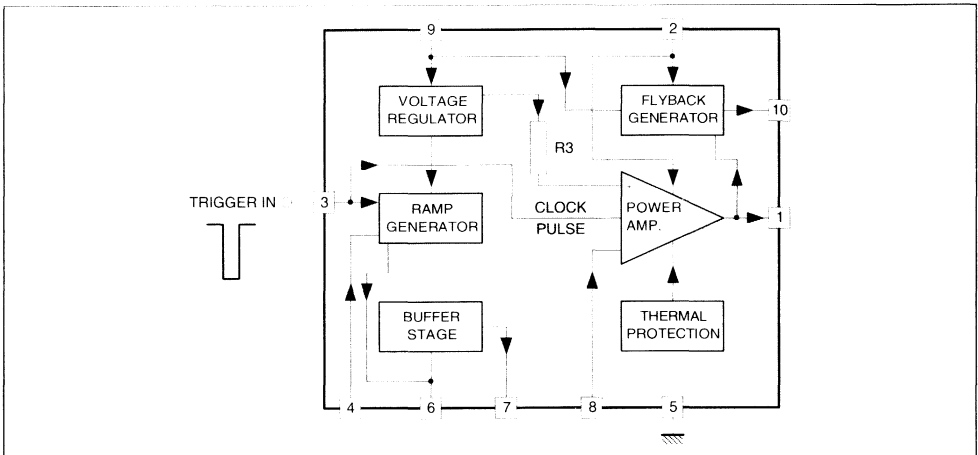 9
2
VOLTAGE
REGULATOR
FLYBACK
GENERATOR
10
R3
TRIGGER IN
3
RAMP
GENERATOR
CLOCK
PULSE
POWER
AMP.
1
BUFFER
STAGE
THERMAL
PROTECTION
4
6
7
8
5